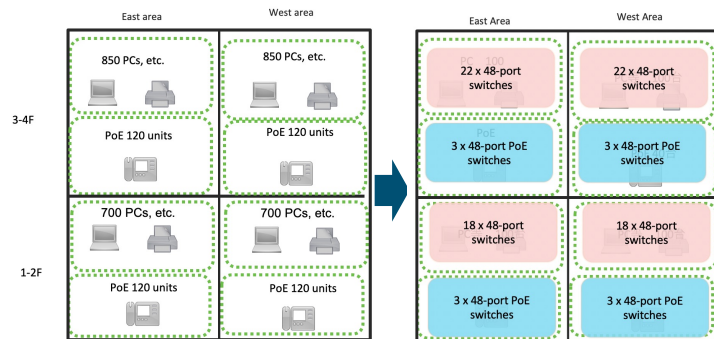 East area
West area
850 PCs, etc.
850 PCs, etc.
3-4F
PoE 120 units
PoE 120 units
700 PCs, etc.
700 PCs, etc.
1-2F
PoE 120 units
PoE 120 units
East Area
West Area
22 x 48-port
switches
22 x 48-port
switches
3 x 48-port PoE
switches
3 x 48-port PoE
switches
18 x 48-port
switches
18 x 48-port
switches
3 x 48-port PoE
switches
3 x 48-port PoE
switches